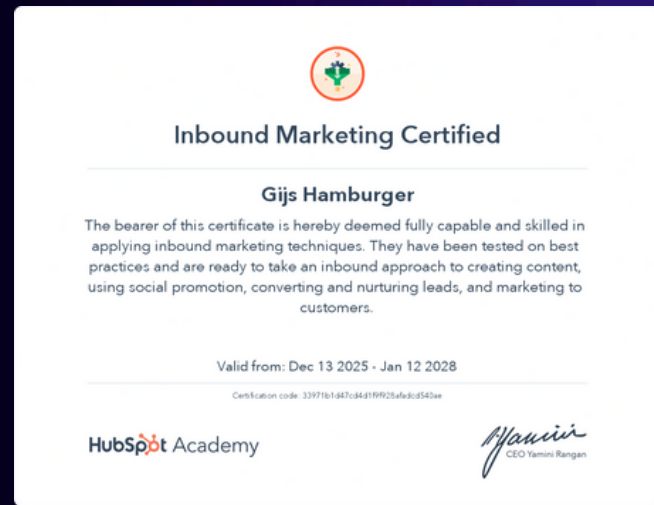 Inbound Marketing Certified
Gijs Hamburger
The bearer of this certificate is hereby deemed fully capable and skilled in
applying inbound marketing techniques. They have been tested on best
practices and are ready to take an inbound approach to creating content,
using social promotion, converting and nurturing leads, and marketing to
customers.
Valid from: Dec 13 2025 - Jan 12 2028
Certification code:
HubSpot Academy
CEO Yamini Rangan